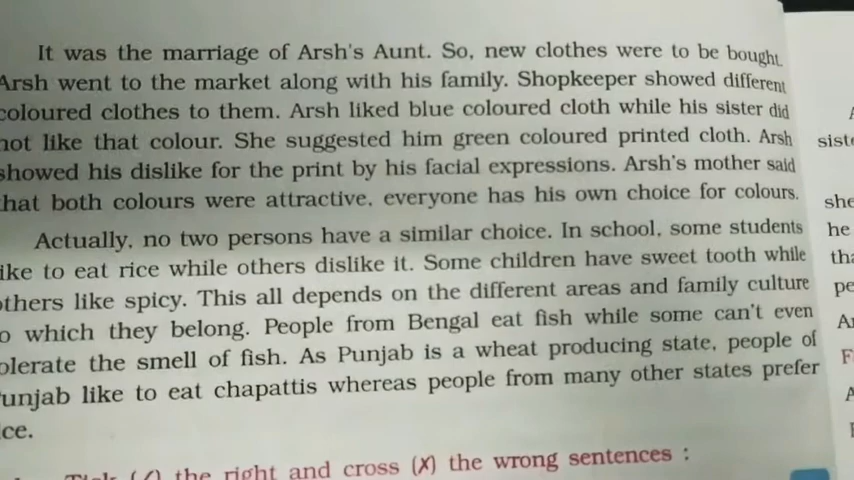 It was the marriage of Arsh's Aunt. So, new clothes were to be bought.
Arsh went to the market along with his family. Shopkeeper showed different
coloured clothes to them. Arsh liked blue coloured cloth while his sister did
not like that colour. She suggested him green coloured printed cloth. Arsh
showed his dislike for the print by his facial expressions. Arsh's mother said
that both colours were attractive, everyone has his own choice for colours.
Actually, no two persons have a similar choice. In school, some students
like to eat rice while others dislike it. Some children have sweet tooth while
others like spicy. This all depends on the different areas and family culture
to which they belong. People from Bengal eat fish while some can't even
tolerate the smell of fish. As Punjab is a wheat producing state, people of
Punjab like to eat chapattis whereas people from many other states prefer
rice.
Tick (✓) the right and cross (✗) the wrong sentences :
she
he